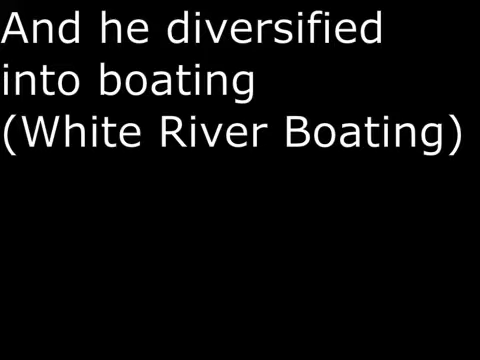 And he diversified
into boating
(White River Boating)